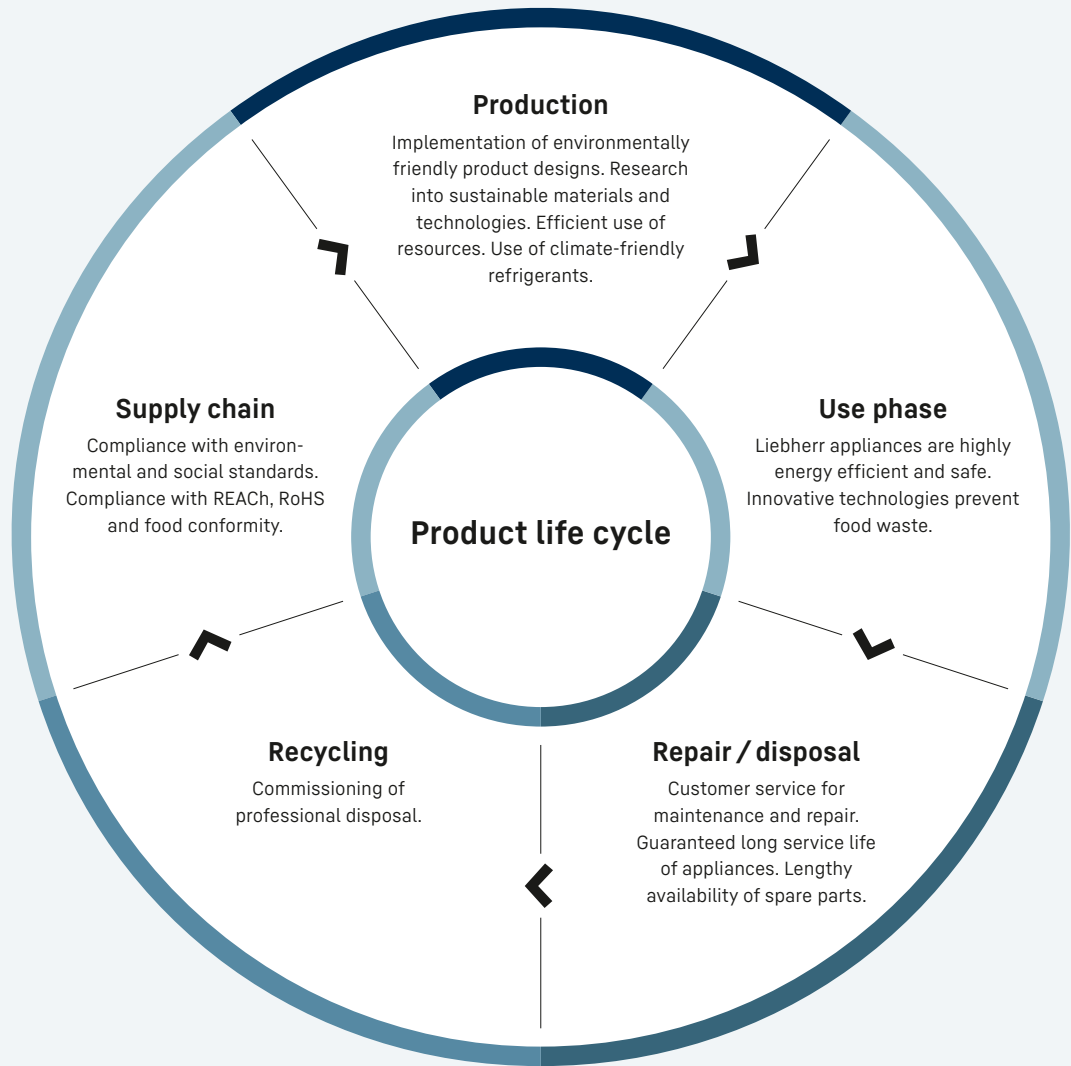 Production
Implementation of environmentally
friendly product designs. Research
into sustainable materials and
technologies. Efficient use of
resources. Use of climate-friendly
refrigerants.
Supply chain
Compliance with environ-
mental and social standards.
Compliance with REACh, RoHS
and food conformity.
Use phase
Liebherr appliances are highly
energy efficient and safe.
Innovative technologies prevent
food waste.
Product life cycle
Recycling
Commissioning of
professional disposal.
Repair / disposal
Customer service for
maintenance and repair.
Guaranteed long service life
of appliances. Lengthy
availability of spare parts.